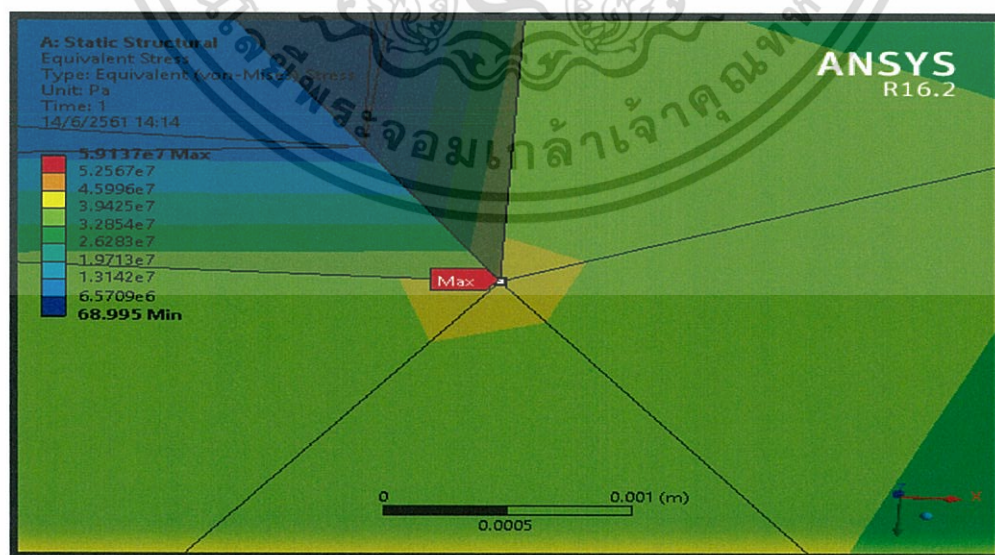 A: Static Structural
Equivalent Stress
Type: Equivalent (von-Mises) Stress
Unit: Pa
Time: 1
14/6/2561 14:14
5.9137e7 Max
5.2567e7
4.5996e7
3.9425e7
3.2854e7
2.6283e7
1.9713e7
1.3142e7
6.5709e6
68.995 Min
ANSYS
R16.2
พระจอมเกล้าเจ้าคุณ
Max
0
0.001 (m)
0.0005
X